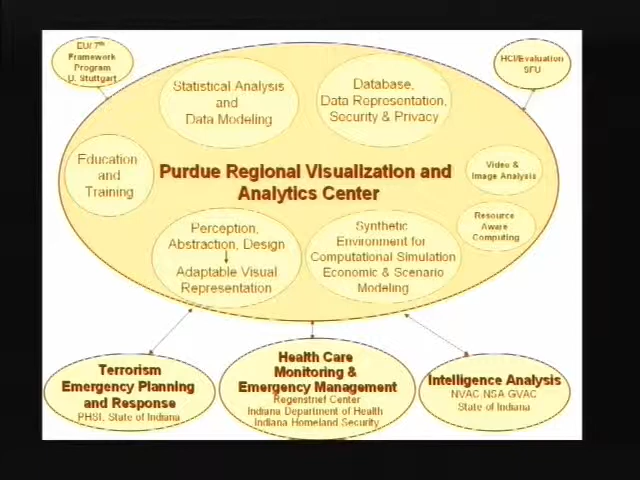 EU/ 7th
Framework
Program
U. Stuttgart
HCI/Evaluation
SFU
Statistical Analysis
and
Data Modeling
Database,
Data Representation,
Security & Privacy
Education
and
Training
Purdue Regional Visualization and
Analytics Center
Video &
Image Analysis
Resource
Aware
Computing
Perception,
Abstraction, Design
Adaptable Visual
Representation
Synthetic
Environment for
Computational Simulation
Economic & Scenario
Modeling
Terrorism
Emergency Planning
and Response
PHSI, State of Indiana
Health Care
Monitoring &
Emergency Management
Regenstrief Center
Indiana Department of Health
Indiana Homeland Security
Intelligence Analysis
NVAC NSA GVAC
State of Indiana